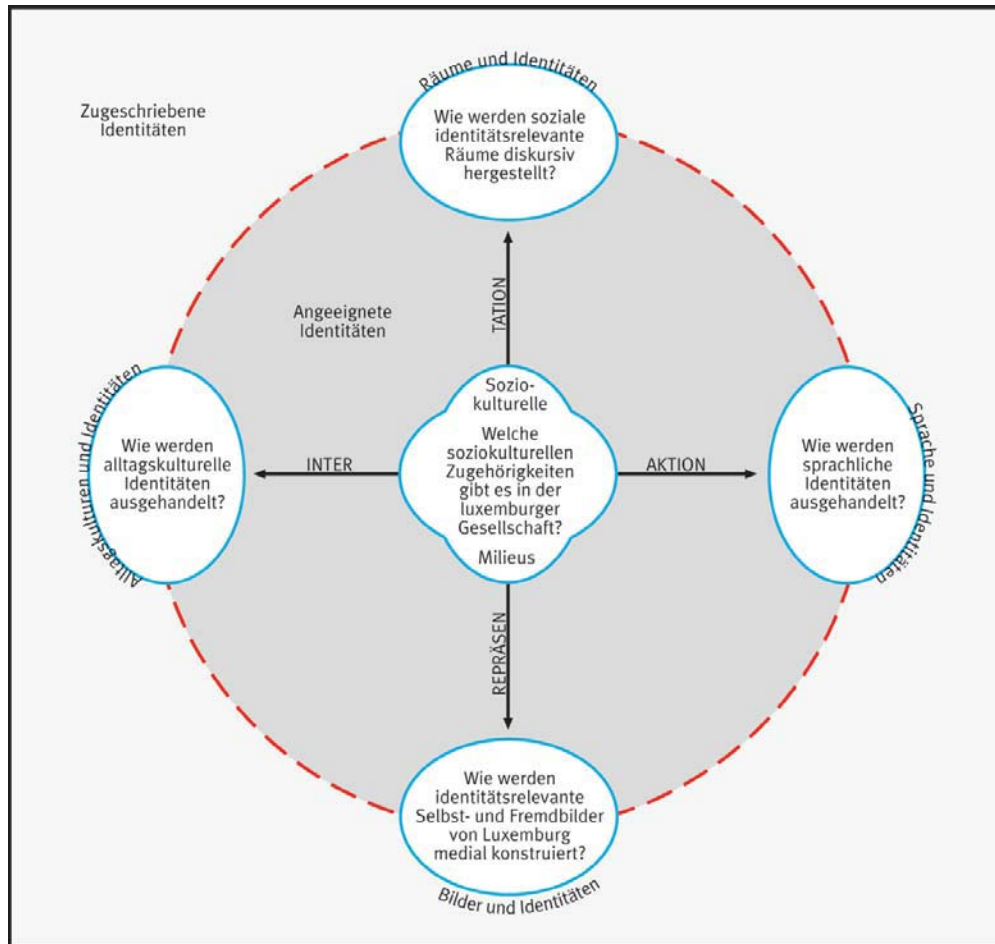 Räume und Identitäten
Zugeschriebene
Identitäten
Wie werden soziale
identitätsrelevante
Räume diskursiv
hergestellt?
Angeeignete
Identitäten
TATION
Alltagskulturen und Identitäten
Wie werden
alltagskulturelle
Identitäten
ausgehandelt?
INTER
Sozio-
kulturelle
Welche
soziokulturellen
Zugehörigkeiten
gibt es in der
luxemburger
Gesellschaft?
Milieus
AKTION
Wie werden
sprachliche
Identitäten
ausgehandelt?
Sprache und Identitäten
REPRÄSEN
Wie werden
identitätsrelevante
Selbst- und Fremdbilder
von Luxemburg
medial konstruiert?
Bilder und Identitäten